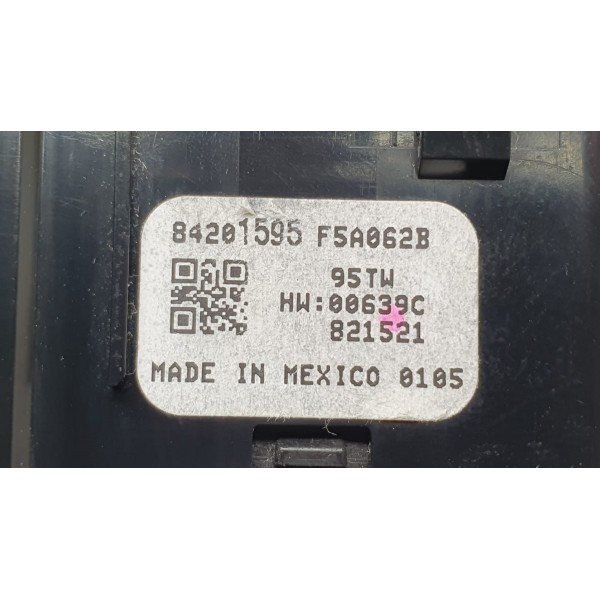 84201595 F5A062B
95TW
HW:00639C
821521
MADE IN MEXICO 0105